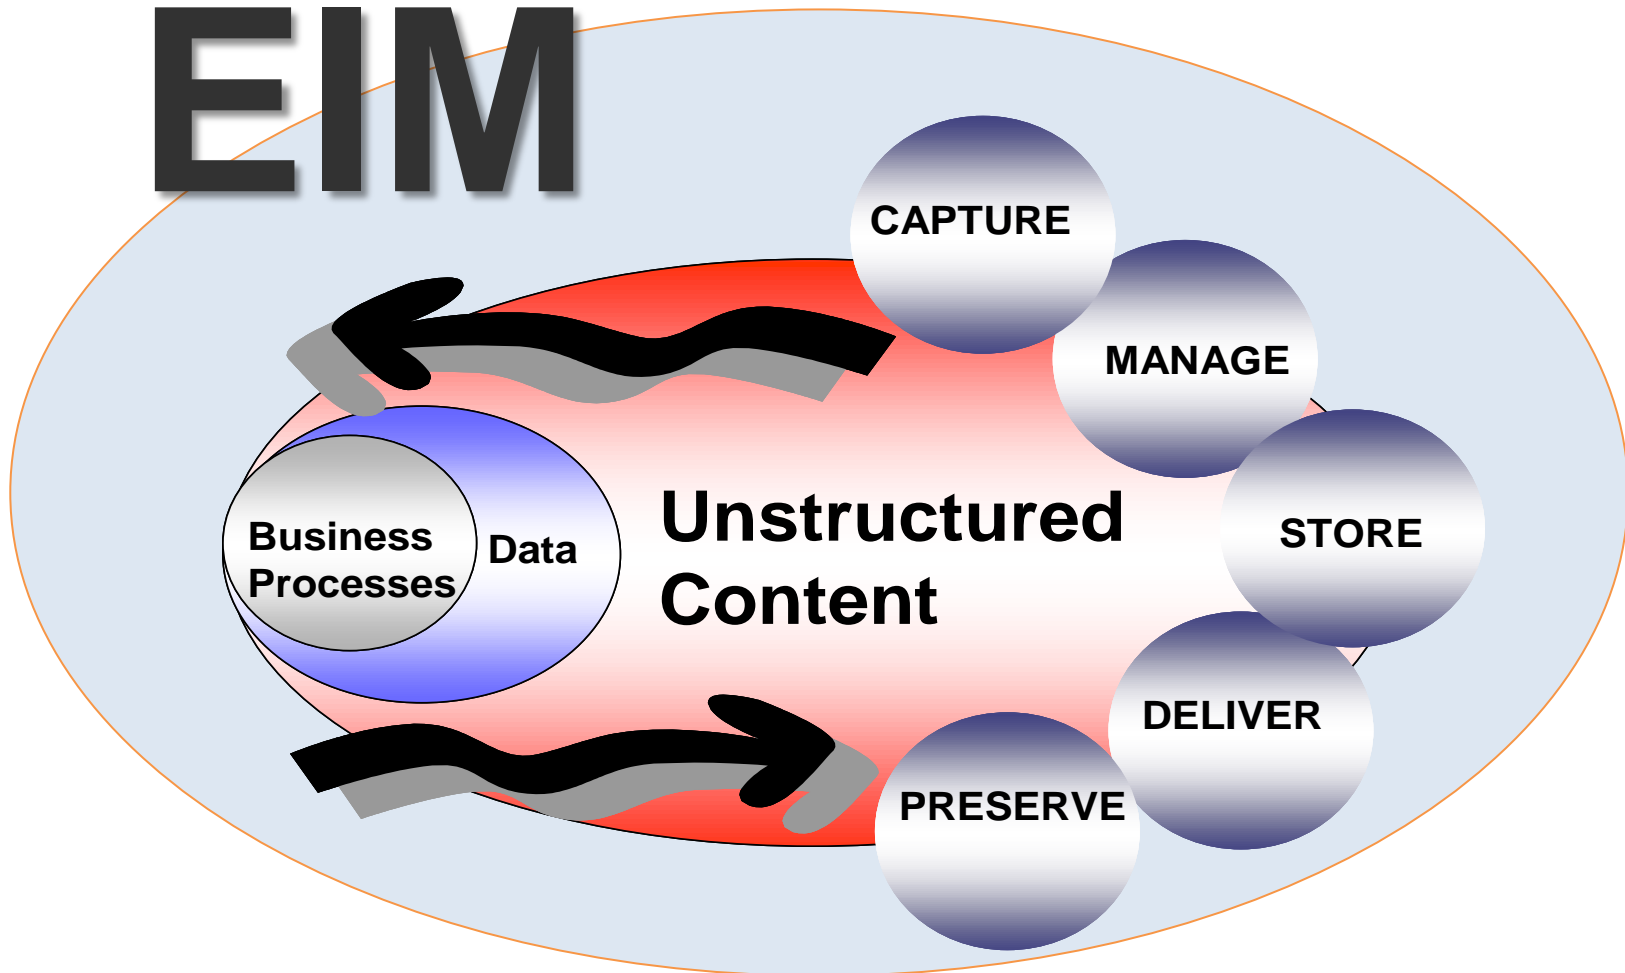 EIM
CAPTURE
MANAGE
STORE
DELIVER
PRESERVE
Unstructured
Content
Business
Processes
Data